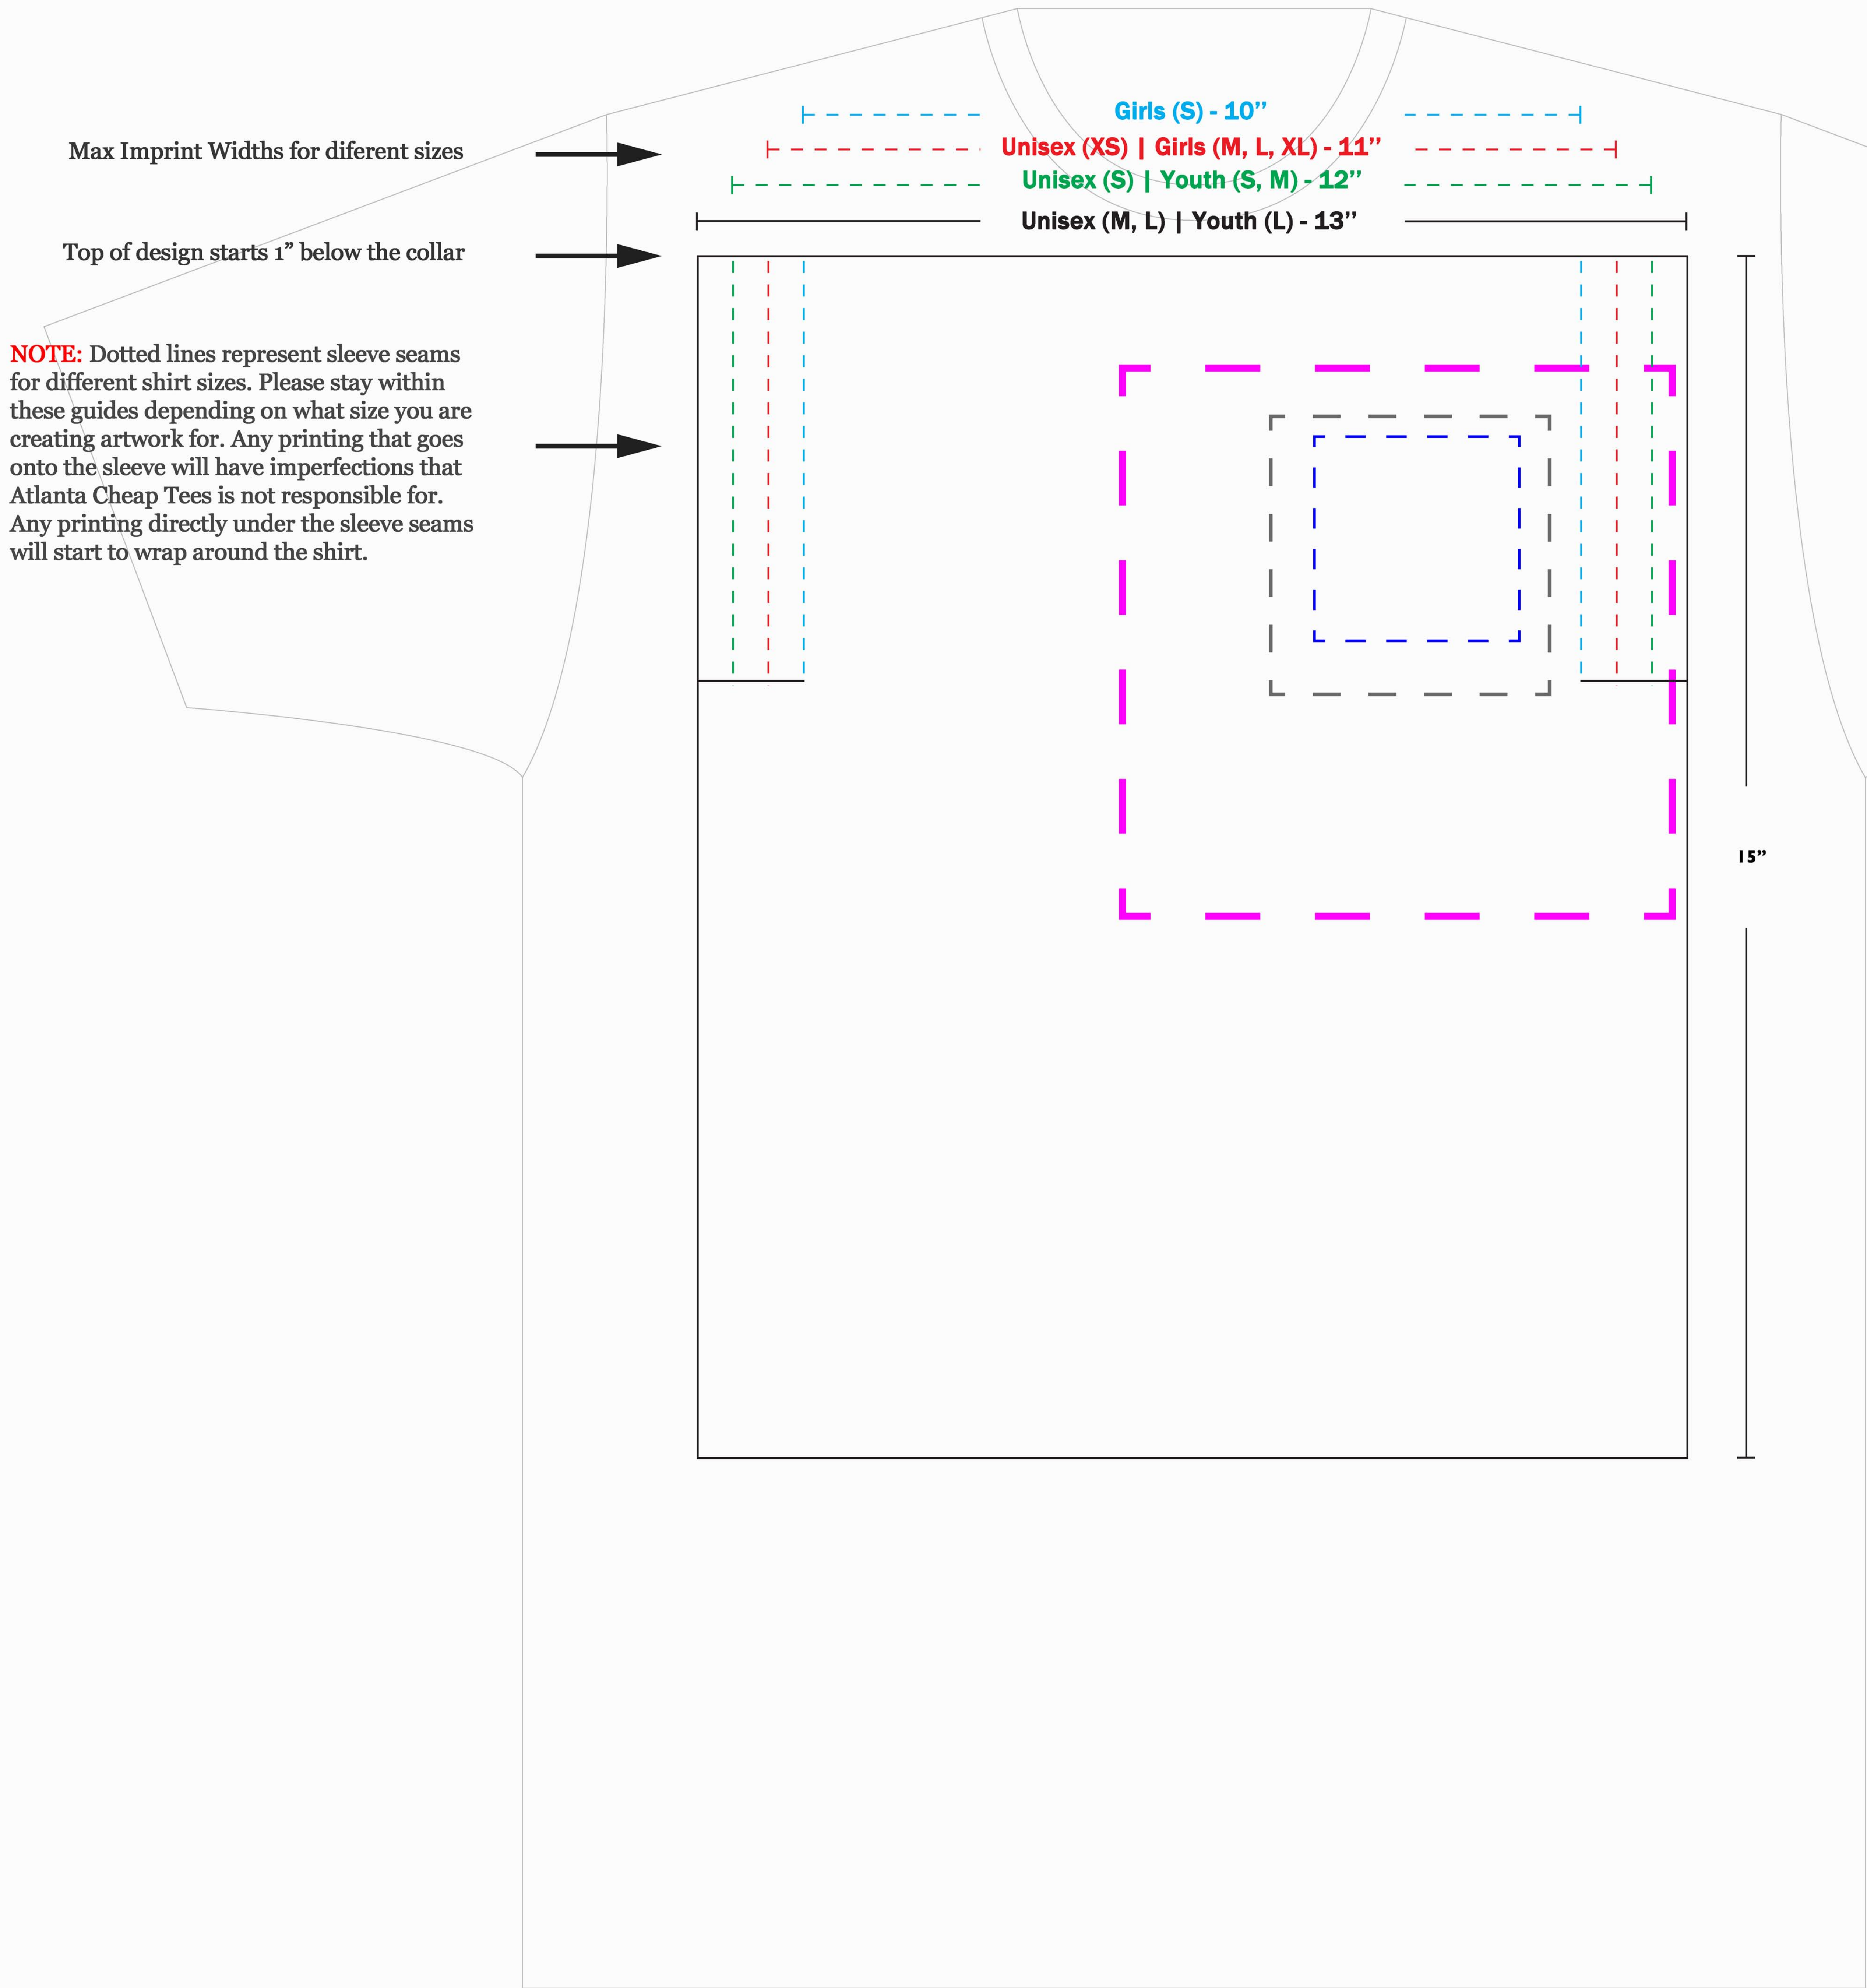 Girls (S) - 10’’
Max Imprint Widths for diferent sizes
Unisex (XS) | Girls (M, L, XL) - 11’’
Unisex (S) | Youth (S, M) - 12’’
Unisex (M, L) | Youth (L) - 13’’
Top of design starts 1” below the collar
NOTE: Dotted lines represent sleeve seams
for different shirt sizes. Please stay within
these guides depending on what size you are
creating artwork for. Any printing that goes
onto the sleeve will have imperfections that
Atlanta Cheap Tees is not responsible for.
Any printing directly under the sleeve seams
will start to wrap around the shirt.
15”